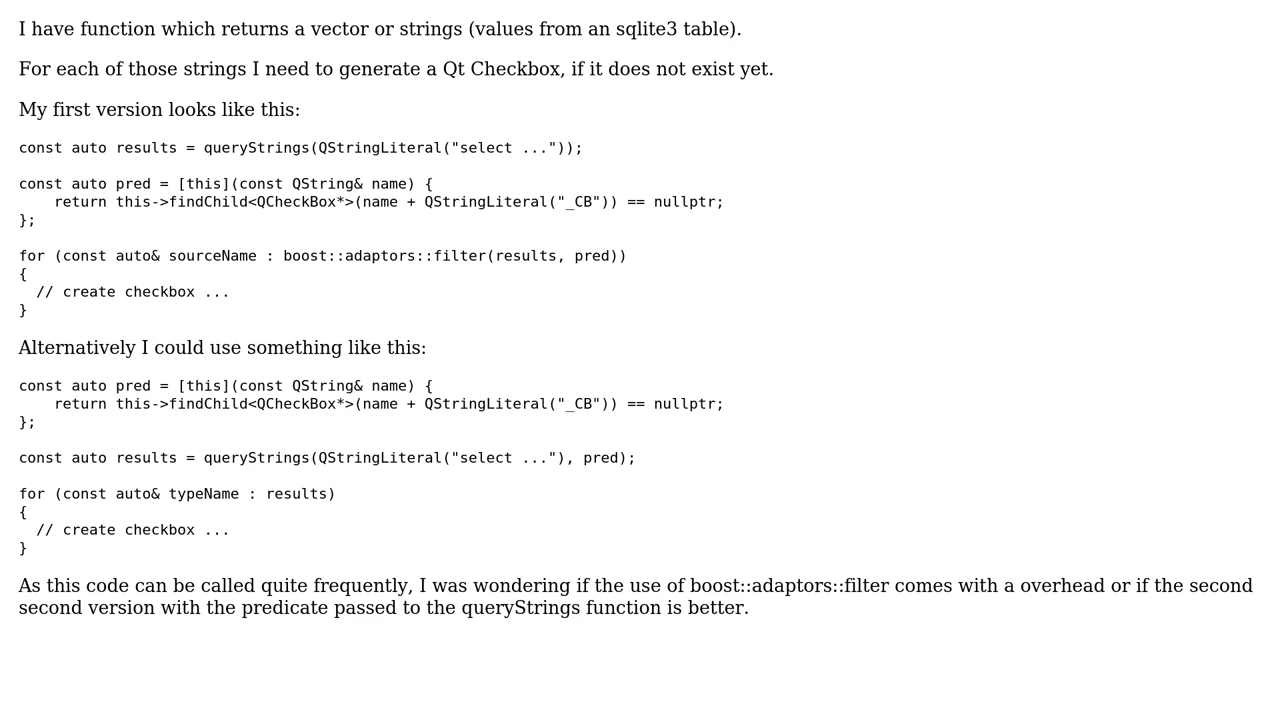 I have function which returns a vector or strings (values from an sqlite3 table).
For each of those strings I need to generate a Qt Checkbox, if it does not exist yet.
My first version looks like this:
const auto results = queryStrings(QStringLiteral("select ..."));
const auto pred = [this](const QString& name) {
    return this->findChild<QCheckBox*>(name + QStringLiteral("_CB")) == nullptr;
};
for (const auto& sourceName : boost::adaptors::filter(results, pred))
{
  // create checkbox ...
}
Alternatively I could use something like this:
const auto pred = [this](const QString& name) {
    return this->findChild<QCheckBox*>(name + QStringLiteral("_CB")) == nullptr;
};
const auto results = queryStrings(QStringLiteral("select ..."), pred);
for (const auto& typeName : results)
{
  // create checkbox ...
}
As this code can be called quite frequently, I was wondering if the use of boost::adaptors::filter comes with a overhead or if the second
second version with the predicate passed to the queryStrings function is better.